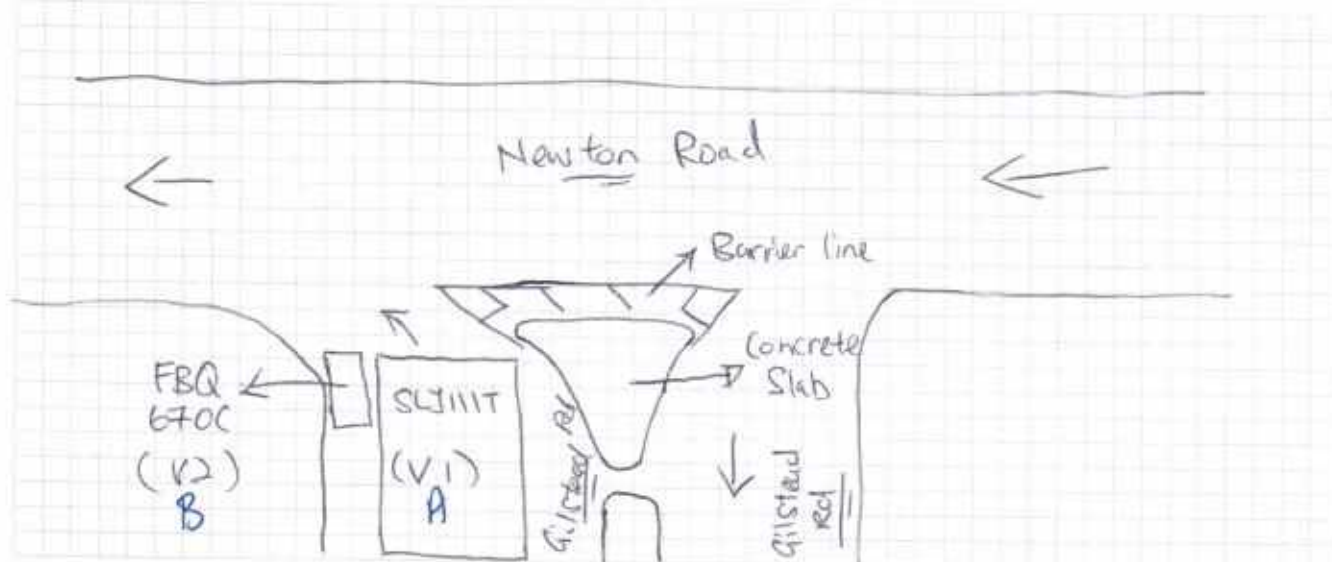 Newton Road
Barrier line
Concrete
Slab
FBQ
670C
(V2)
B
SLJ1111T
(V1)
A
Gilstead Rd
Gilstead
Rd